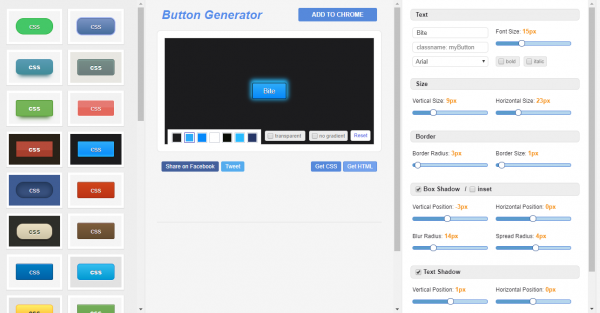 CSS
CSS
css
CSS
CSS
CSS
CSS
CSS
CSS
CSS
CSS
CSS
CSS
css
Button Generator
ADD TO CHROME
Bite
transparent
no gradient
Reset
Share on Facebook
Tweet
Get CSS
Get HTML
Text
Bite
Font Size: 15px
classname: myButton
Arial
bold
italic
Size
Vertical Size: 9px
Horizontal Size: 23px
Border
Border Radius: 3px
Border Size: 1px
Box Shadow / inset
Vertical Position: -3px
Horizontal Position: 0px
Blur Radius: 14px
Spread Radius: 4px
Text Shadow
Vertical Position: 1px
Horizontal Position: 0px